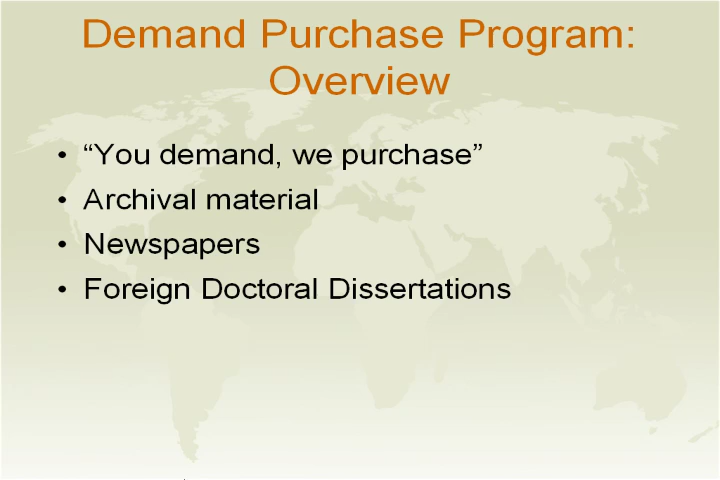 Demand Purchase Program:
Overview
• “You demand, we purchase”
• Archival material
• Newspapers
• Foreign Doctoral Dissertations